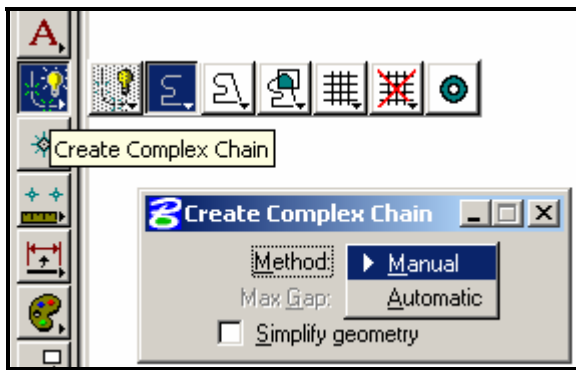 A
Create Complex Chain
Create Complex Chain
Method:
Manual
Max Gap:
Automatic
Simplify geometry